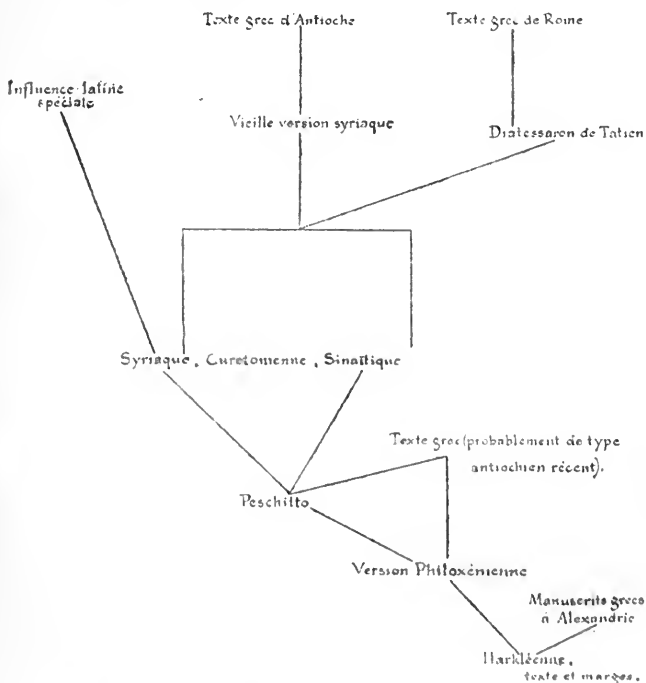 Texte grec d'Antioche
Texte grec de Rome
Influence latine
spéciale
Vieille version syriaque
Diatessaron de Tatien
Syriaque, Curetonienne, Sinaïtique
Texte grec (probablement de type
antiochien récent).
Peschitto
Version Philoxénienne
Manuscrits grecs
à Alexandrie
Harkléenne,
texte et marges.